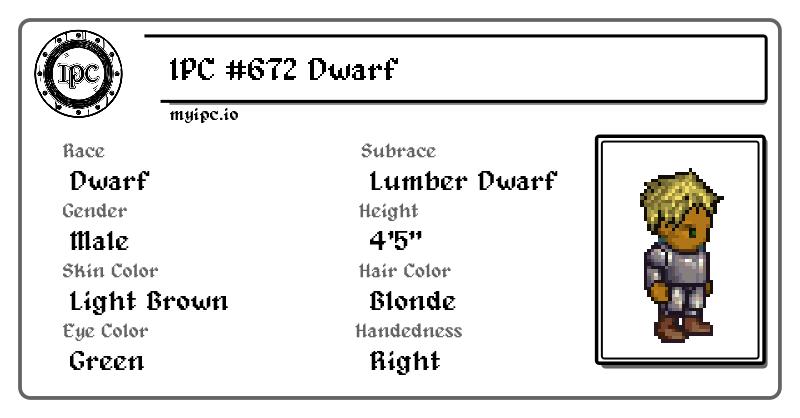 IPC
IPC #672 Dwarf
myipc.io
Race
Dwarf
Subrace
Lumber Dwarf
Gender
Male
Height
4'5"
Skin Color
Light Brown
Hair Color
Blonde
Eye Color
Green
Handedness
Right